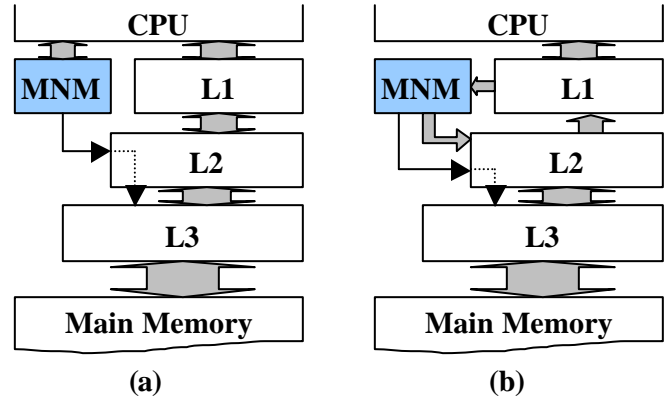 CPU
MNM
L1
L2
L3
Main Memory
(a)
CPU
MNM
L1
L2
L3
Main Memory
(b)